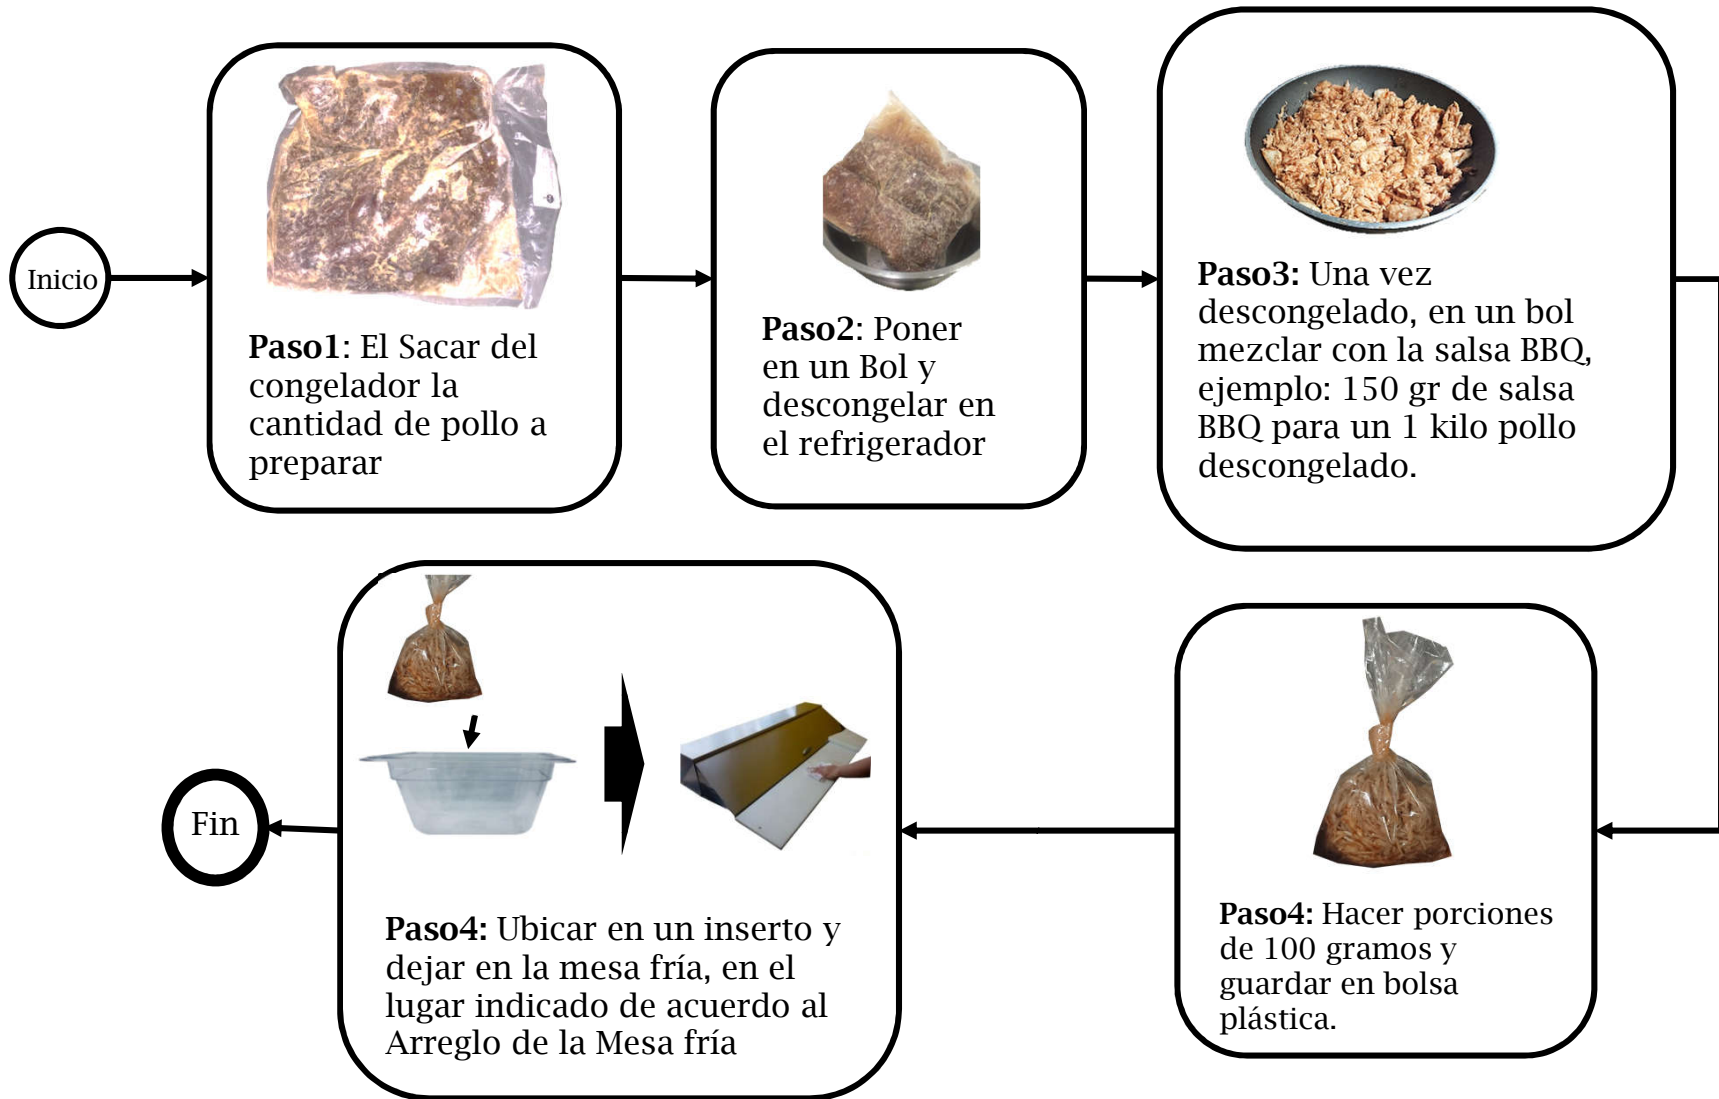 Inicio
Paso1: El Sacar del
congelador la
cantidad de pollo a
preparar
Paso2: Poner
en un Bol y
descongelar en
el refrigerador
Paso3: Una vez
descongelado, en un bol
mezclar con la salsa BBQ,
ejemplo: 150 gr de salsa
BBQ para un 1 kilo pollo
descongelado.
Paso4: Hacer porciones
de 100 gramos y
guardar en bolsa
plástica.
Paso4: Ubicar en un inserto y
dejar en la mesa fría, en el
lugar indicado de acuerdo al
Arreglo de la Mesa fría
Fin